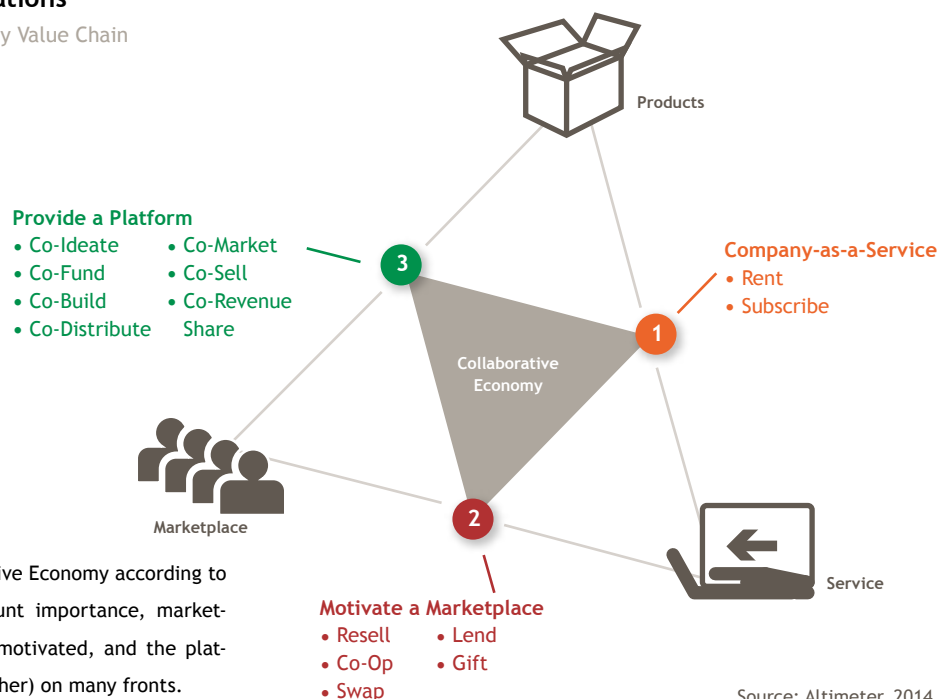 y Value Chain
Products
Provide a Platform
• Co-Ideate
• Co-Fund
• Co-Build
• Co-Distribute
• Co-Market
• Co-Sell
• Co-Revenue
Share
3
Company-as-a-Service
• Rent
• Subscribe
1
Collaborative
Economy
Marketplace
2
Service
ive Economy according to
unt importance, market-
motivated, and the plat-
her) on many fronts.
Motivate a Marketplace
• Resell
• Co-Op
• Swap
• Lend
• Gift
Source: Altimeter, 2014